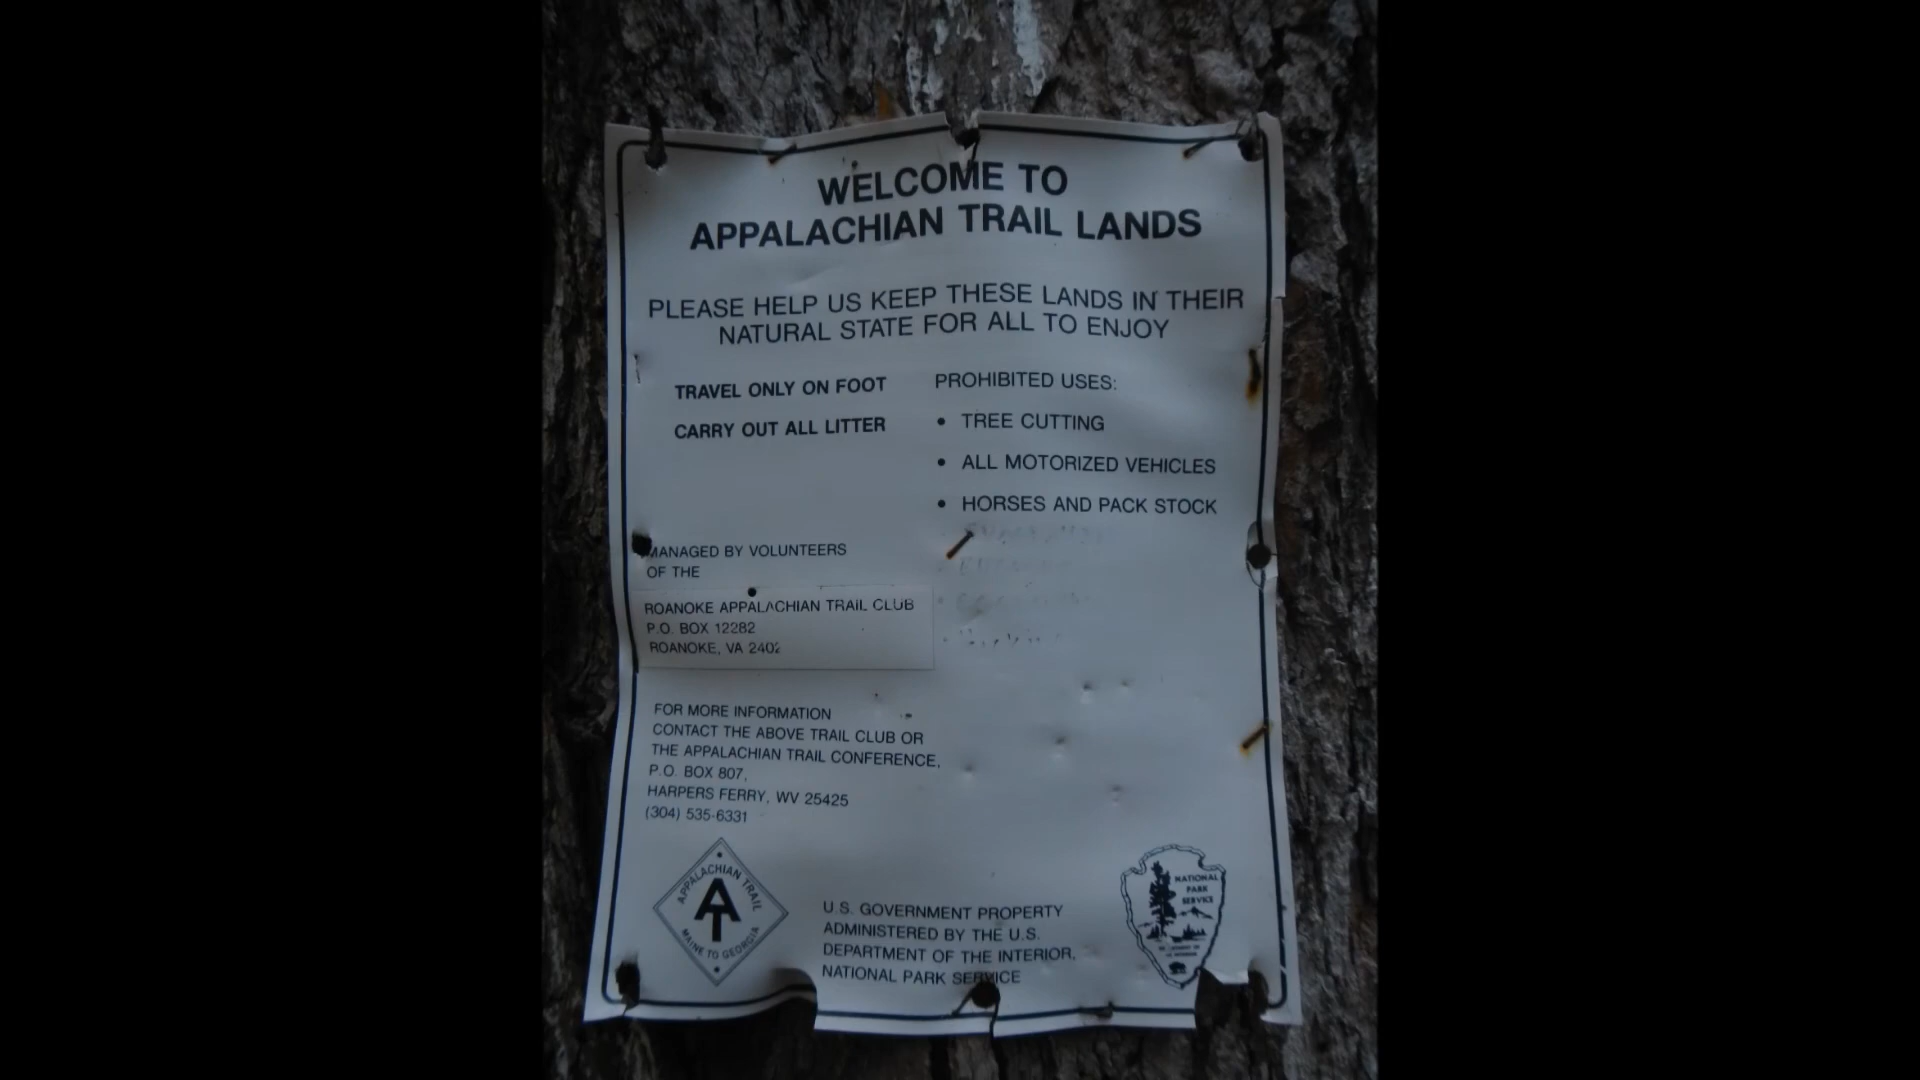 WELCOME TO
APPALACHIAN TRAIL LANDS
PLEASE HELP US KEEP THESE LANDS IN THEIR
NATURAL STATE FOR ALL TO ENJOY
TRAVEL ONLY ON FOOT
CARRY OUT ALL LITTER
PROHIBITED USES:
• TREE CUTTING
• ALL MOTORIZED VEHICLES
• HORSES AND PACK STOCK
MANAGED BY VOLUNTEERS
OF THE
ROANOKE APPALACHIAN TRAIL CLUB
P.O. BOX 12282
ROANOKE, VA 2402
FOR MORE INFORMATION
CONTACT THE ABOVE TRAIL CLUB OR
THE APPALACHIAN TRAIL CONFERENCE,
P.O. BOX 807,
HARPERS FERRY, WV 25425
(304) 535-6331
APPALACHIAN TRAIL
AT
MAINE TO GEORGIA
U.S. GOVERNMENT PROPERTY
ADMINISTERED BY THE U.S.
DEPARTMENT OF THE INTERIOR,
NATIONAL PARK SERVICE
NATIONAL
PARK
SERVICE